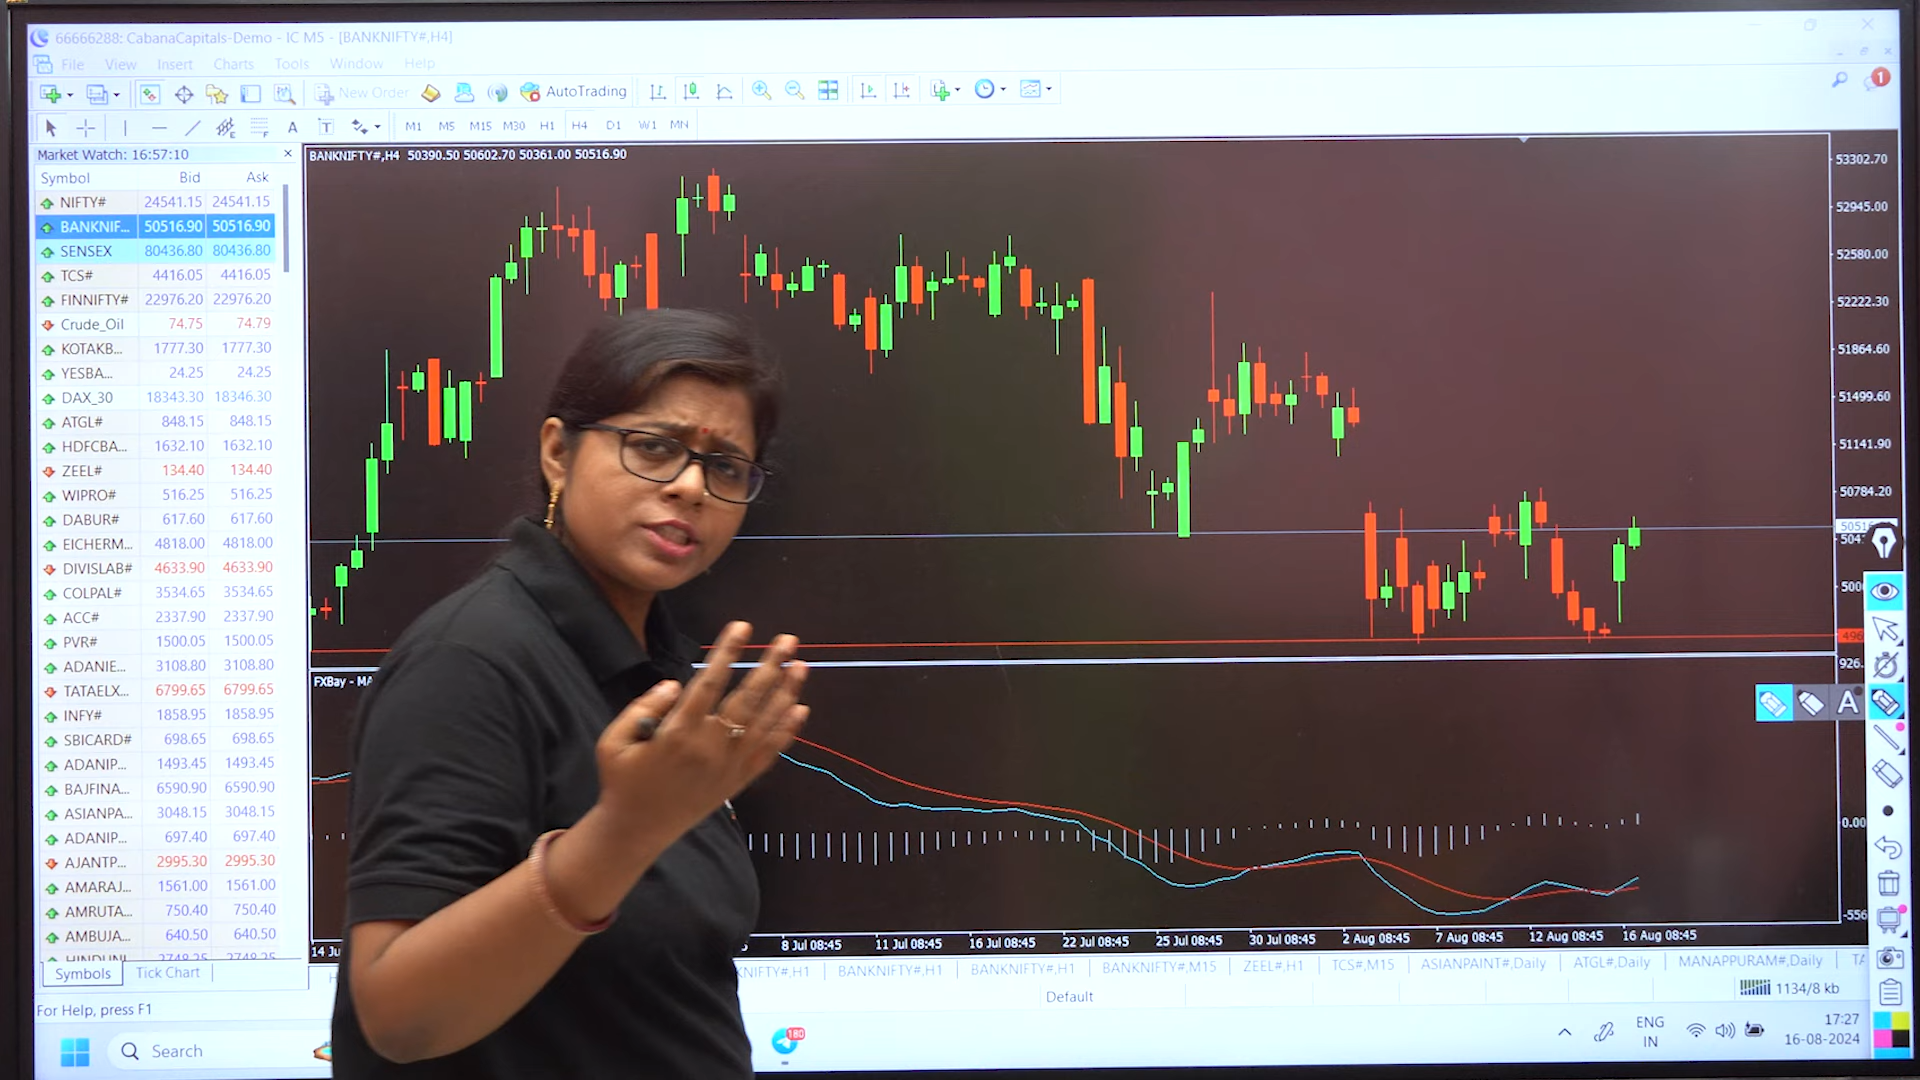 66666288: CabanaCapitals-Demo - IC M5 - [BANKNIFTY#,H4]
File View Insert Charts Tools Window Help
New Order AutoTrading
1
A T M1 M5 M15 M30 H1 H4 D1 W1 MN
Market Watch: 16:57:10
Symbol Bid Ask
NIFTY# 24541.15 24541.15
BANKNIF... 50516.90 50516.90
SENSEX 80436.80 80436.80
TCS# 4416.05 4416.05
FINNIFTY# 22976.20 22976.20
Crude_Oil 74.75 74.79
KOTAKB... 1777.30 1777.30
YESBA... 24.25 24.25
DAX_30 18343.30 18346.30
ATGL# 848.15 848.15
HDFCBA... 1632.10 1632.10
ZEEL# 134.40 134.40
WIPRO# 516.25 516.25
DABUR# 617.60 617.60
EICHERM... 4818.00 4818.00
DIVISLAB# 4633.90 4633.90
COLPAL# 3534.65 3534.65
ACC# 2337.90 2337.90
PVR# 1500.05 1500.05
ADANIE... 3108.80 3108.80
TATAELX... 6799.65 6799.65
INFY# 1858.95 1858.95
SBICARD# 698.65 698.65
ADANIP... 1493.45 1493.45
BAJFINA... 6590.90 6590.90
ASIANPA... 3048.15 3048.15
ADANIP... 697.40 697.40
AJANTP... 2995.30 2995.30
AMARAJ... 1561.00 1561.00
AMRUTA... 750.40 750.40
AMBUJA... 640.50 640.50
Symbols Tick Chart
BANKNIFTY#,H4 50390.50 50602.70 50361.00 50516.90
53302.70
52945.00
52580.00
52222.30
51864.60
51499.60
51141.90
50784.20
FXBay - MA
926.
A
0.00
-556
14 Ju
8 Jul 08:45 11 Jul 08:45 16 Jul 08:45 22 Jul 08:45 25 Jul 08:45 30 Jul 08:45 2 Aug 08:45 7 Aug 08:45 12 Aug 08:45 16 Aug 08:45
KNIFTY#,H1 BANKNIFTY#,H1 BANKNIFTY#,H1 BANKNIFTY#,M15 ZEEL#,H1 TCS#,M15 ASIANPAINT#,Daily ATGL#,Daily MANAPPURAM#,Daily TA
For Help, press F1
Default
1134/8 kb
Search
180
ENG
IN
17:27
16-08-2024